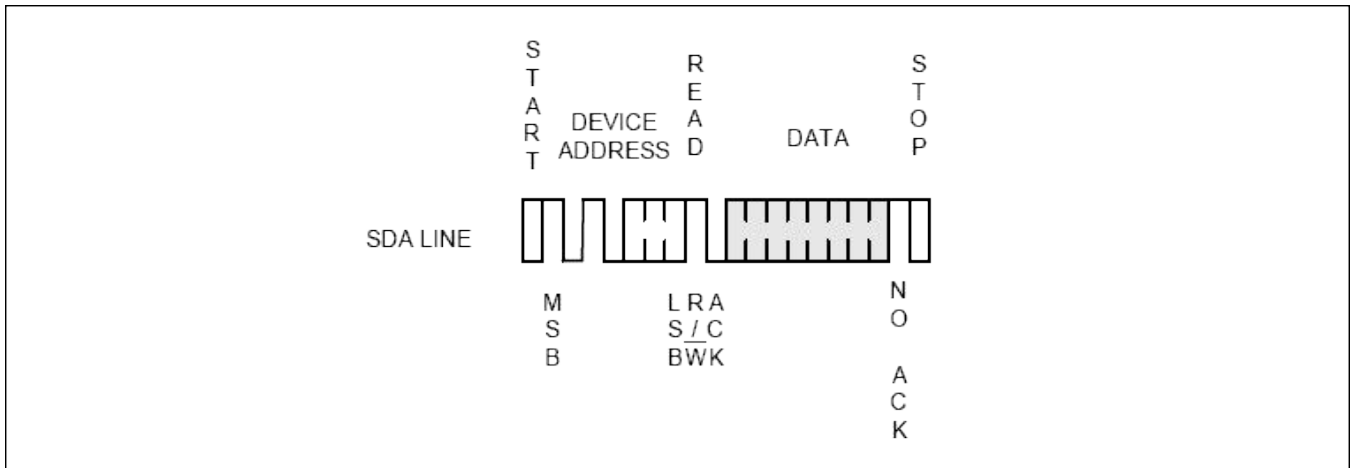 START
DEVICE
ADDRESS
READ
DATA
STOP
SDA LINE
MSB
LSB
R/W
ACK
NO ACK